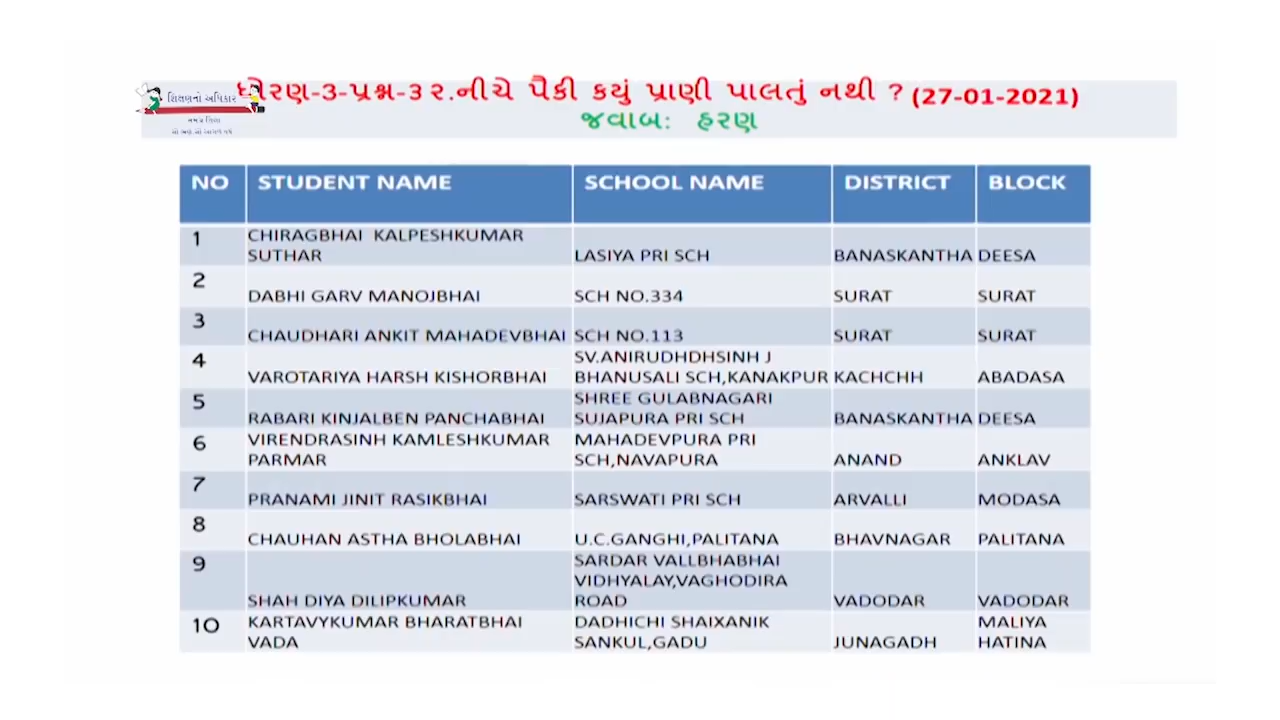 ધોરણ-3-પ્રશ્ન-૩૨.નીચે પૈકી કયું પ્રાણી પાલતું નથી ? (27-01-2021)
જવાબ: હરણ
શિક્ષણનો અધિકાર
સમગ્ર શિક્ષા
NO STUDENT NAME SCHOOL NAME DISTRICT BLOCK
1 CHIRAGBHAI KALPESHKUMAR
SUTHAR LASIYA PRI SCH BANASKANTHA DEESA
2 DABHI GARV MANOJBHAI SCH NO.334 SURAT SURAT
3 CHAUDHARI ANKIT MAHADEVBHAI SCH NO.113 SURAT SURAT
4 SV.ANIRUDHDHSINH J
VAROTARIYA HARSH KISHORBHAI BHANUSALI SCH,KANAKPUR KACHCHH ABADASA
5 SHREE GULABNAGARI
RABARI KINJALBEN PANCHABHAI SUJAPURA PRI SCH BANASKANTHA DEESA
6 VIRENDRASINH KAMLESHKUMAR MAHADEVPURA PRI
PARMAR SCH,NAVAPURA ANAND ANKLAV
7 PRANAMI JINIT RASIKBHAI SARSWATI PRI SCH ARVALLI MODASA
8 CHAUHAN ASTHA BHOLABHAI U.C.GANGHI,PALITANA BHAVNAGAR PALITANA
9 SARDAR VALLBHABHAI
VIDHYALAY,VAGHODIRA
SHAH DIYA DILIPKUMAR ROAD VADODAR VADODAR
10 KARTAVYKUMAR BHARATBHAI DADHICHI SHAIXANIK MALIYA
VADA SANKUL,GADU JUNAGADH HATINA